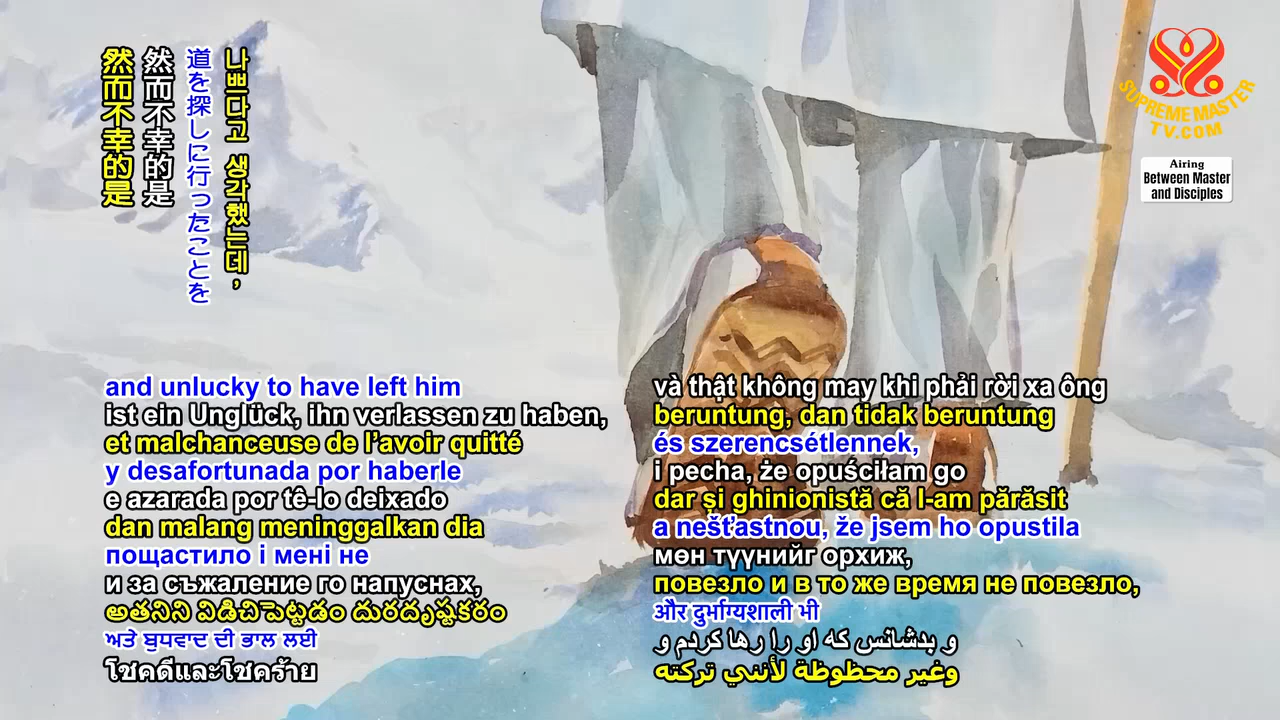 然而不幸的是
然而不幸的是
道を探しに行ったことを
나쁘다고 생각했는데,
SUPREME MASTER
TV.COM
Airing
Between Master
and Disciples
and unlucky to have left him
ist ein Unglück, ihn verlassen zu haben,
et malchanceuse de l’avoir quitté
y desafortunada por haberle
e azarada por tê-lo deixado
dan malang meninggalkan dia
пощастило і мені не
и за съжаление го напуснах,
అతనిని విడిచిపెట్టడం దురదృష్టకరం
ਅਤੇ ਬੁਧਵਾਦ ਦੀ ਭਾਲ ਲਈ
โชคดีและโชคร้าย
và thật không may khi phải rời xa ông
beruntung, dan tidak beruntung
és szerencsétlennek,
i pecha, że opuściłam go
dar și ghinionistă că l-am părăsit
a nešťastnou, že jsem ho opustila
мөн түүнийг орхиж,
повезло и в то же время не повезло,
और दुर्भाग्यशाली भी
و بدشانس که او را رها کردم و
وغير محظوظة لأنني تركته